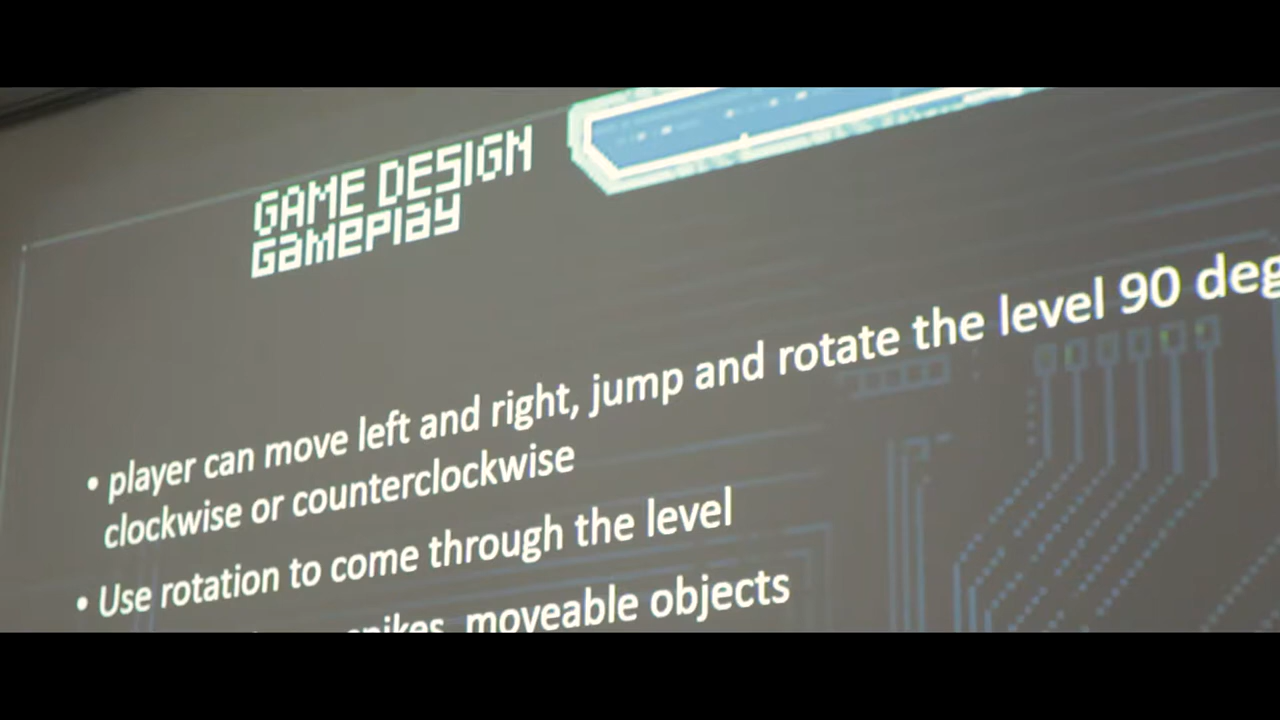 GAME DESIGN
Gameplay
• player can move left and right, jump and rotate the level 90
clockwise or counterclockwise
• Use rotation to come through the level
moveable objects